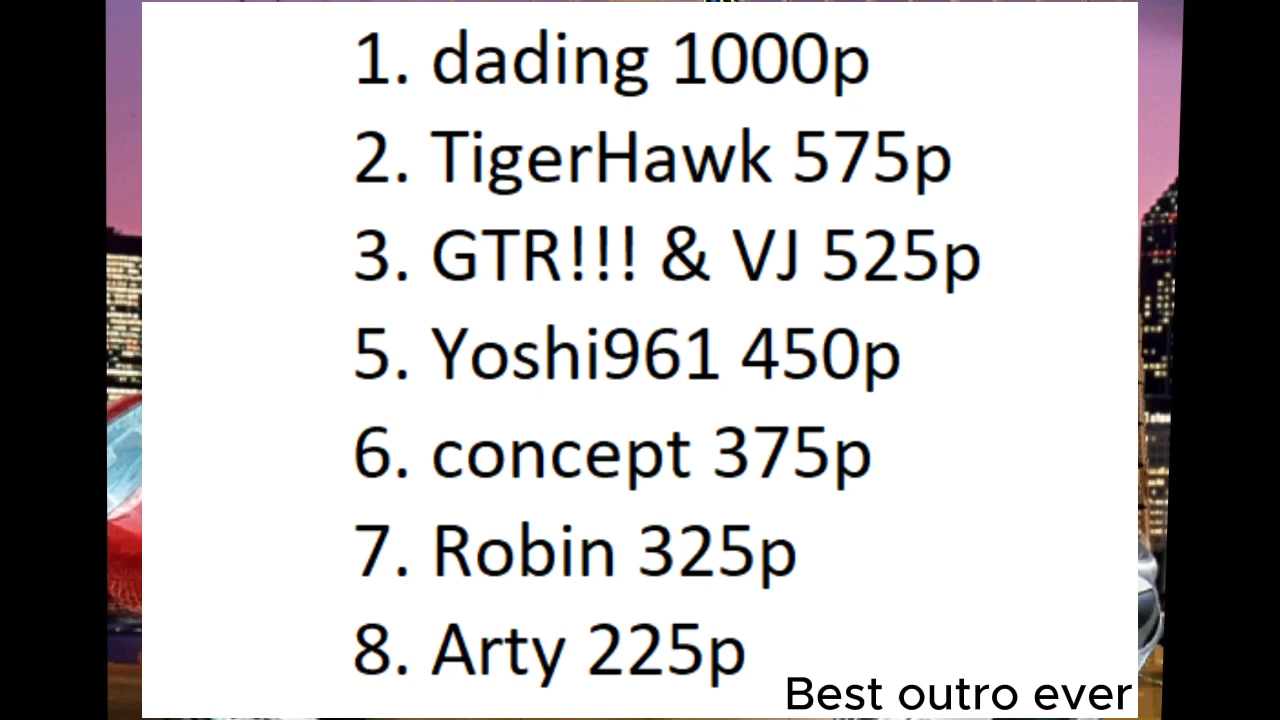 1. dading 1000p
2. TigerHawk 575p
3. GTR!!! & VJ 525p
5. Yoshi961 450p
6. concept 375p
7. Robin 325p
8. Arty 225p
Best outro ever